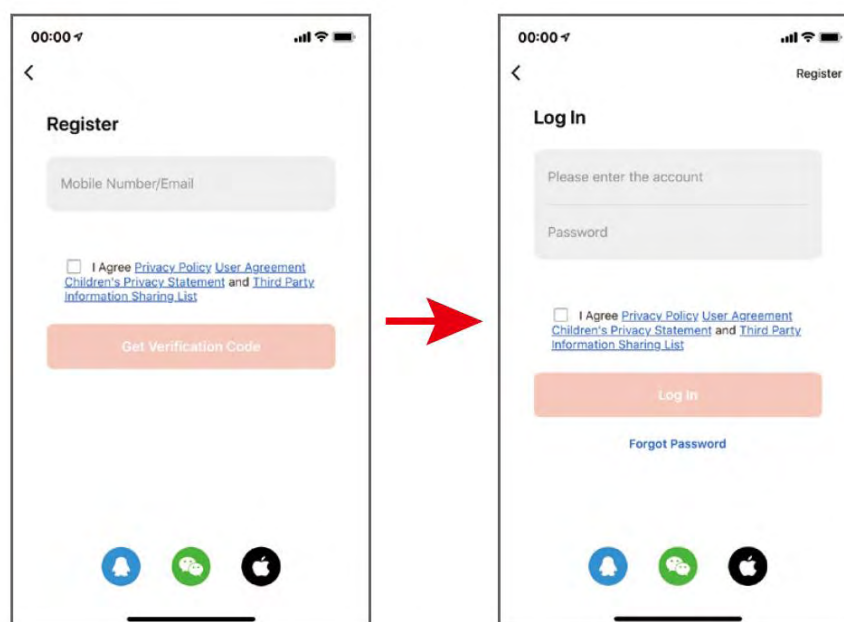 00:00
Register
Mobile Number/Email
I Agree Privacy Policy User Agreement
Children's Privacy Statement and Third Party
Information Sharing List
Get Verification Code
00:00
Register
Log In
Please enter the account
Password
I Agree Privacy Policy User Agreement
Children's Privacy Statement and Third Party
Information Sharing List
Log In
Forgot Password